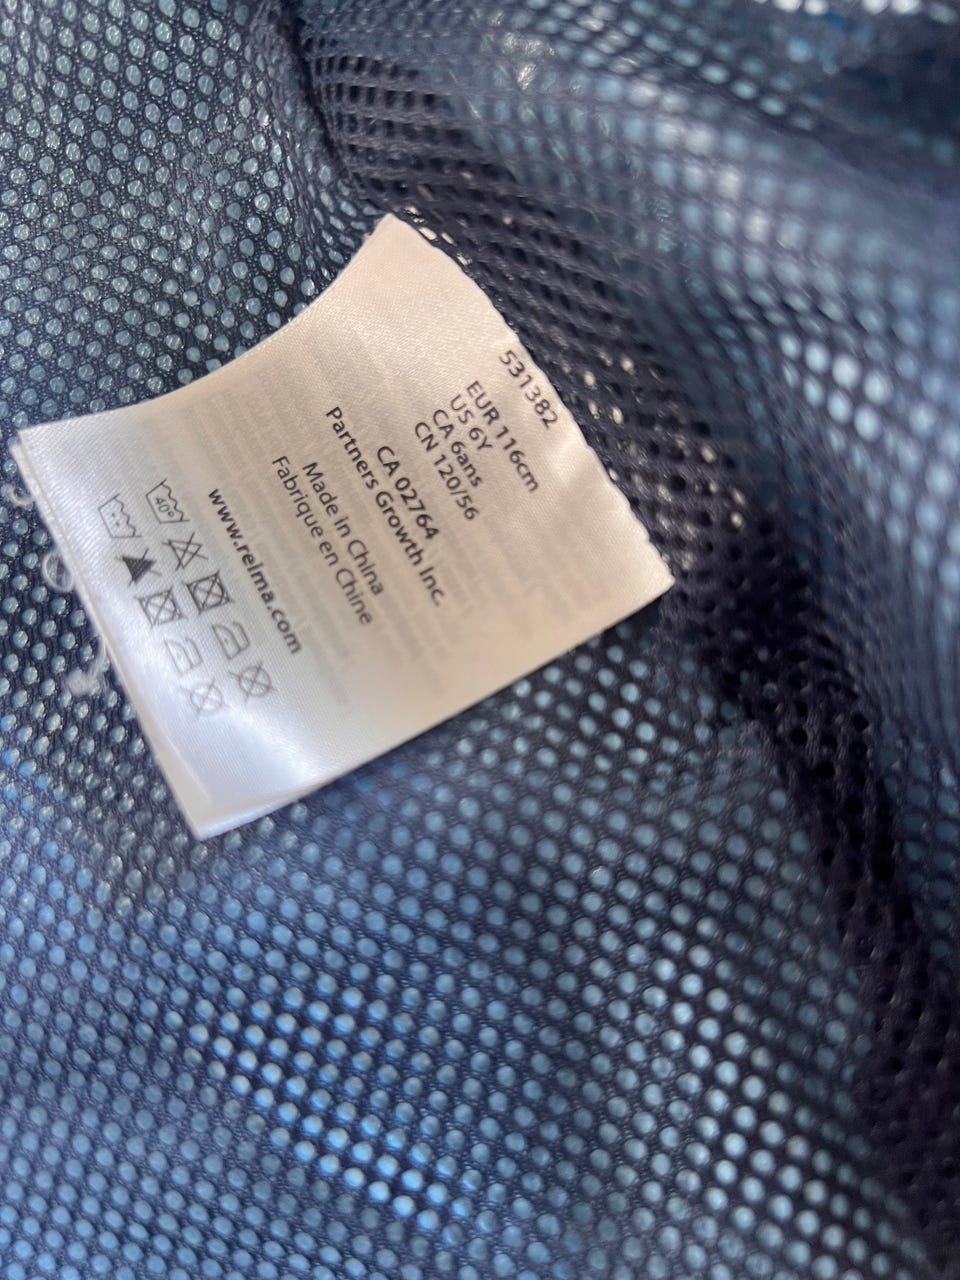 531382
EUR 116cm
US 6Y
CA 6ans
CN 120/56
CA 02764
Partners Growth Inc.
Made in China
Fabrique en Chine
www.reima.com
40°